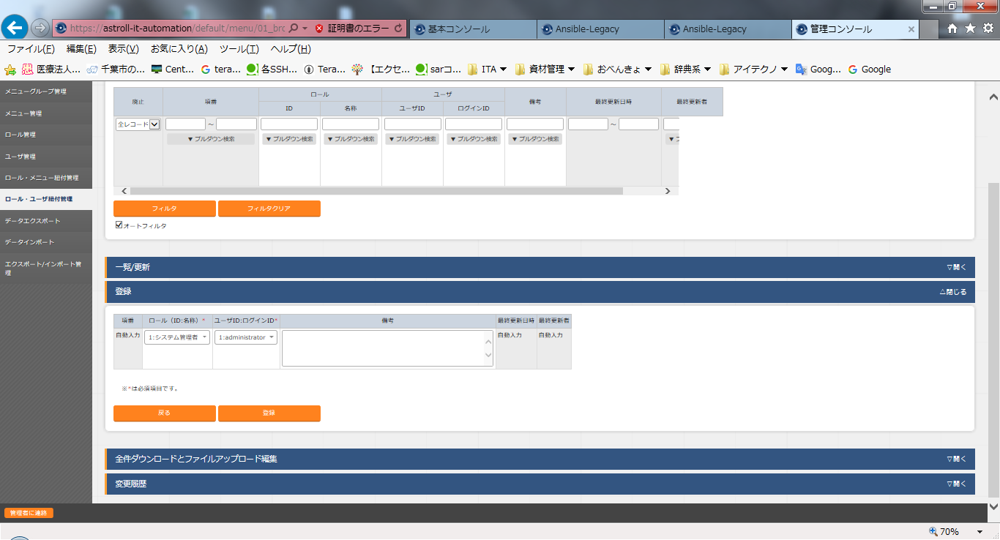 https://astroll-it-automation/default/menu/01_bro
証明書のエラー
基本コンソール
Ansible-Legacy
Ansible-Legacy
管理コンソール
ファイル(F) 編集(E) 表示(V) お気に入り(A) ツール(T) ヘルプ(H)
医療法人... 千葉市の... Cent... tera... 各SSH... Tera... 【エクセ... sarコ... ITA 資材管理 おべんきょ 辞典系 アイテクノ Goog... Google
メニューグループ管理
メニュー管理
ロール管理
ユーザ管理
ロール・メニュー紐付管理
ロール・ユーザ紐付管理
データエクスポート
データインポート
エクスポート/インポート管
理
廃止 項番 ロール ユーザ 備考 最終更新日時 最終更新者
ID 名称 ユーザID ログインID
全レコード ～ ～
▼プルダウン検索 ▼プルダウン検索 ▼プルダウン検索 ▼プルダウン検索 ▼プルダウン検索 ▼プルダウン検索 ▼プ
フィルタ フィルタクリア
オートフィルタ
一覧/更新 ▽開く
登録 △閉じる
項番 ロール（ID:名称）* ユーザID:ログインID* 備考 最終更新日時 最終更新者
自動入力 1:システム管理者 1:administrator 自動入力 自動入力
※*は必須項目です。
戻る 登録
全件ダウンロードとファイルアップロード編集 ▽開く
変更履歴 ▽開く
管理者に連絡
70%